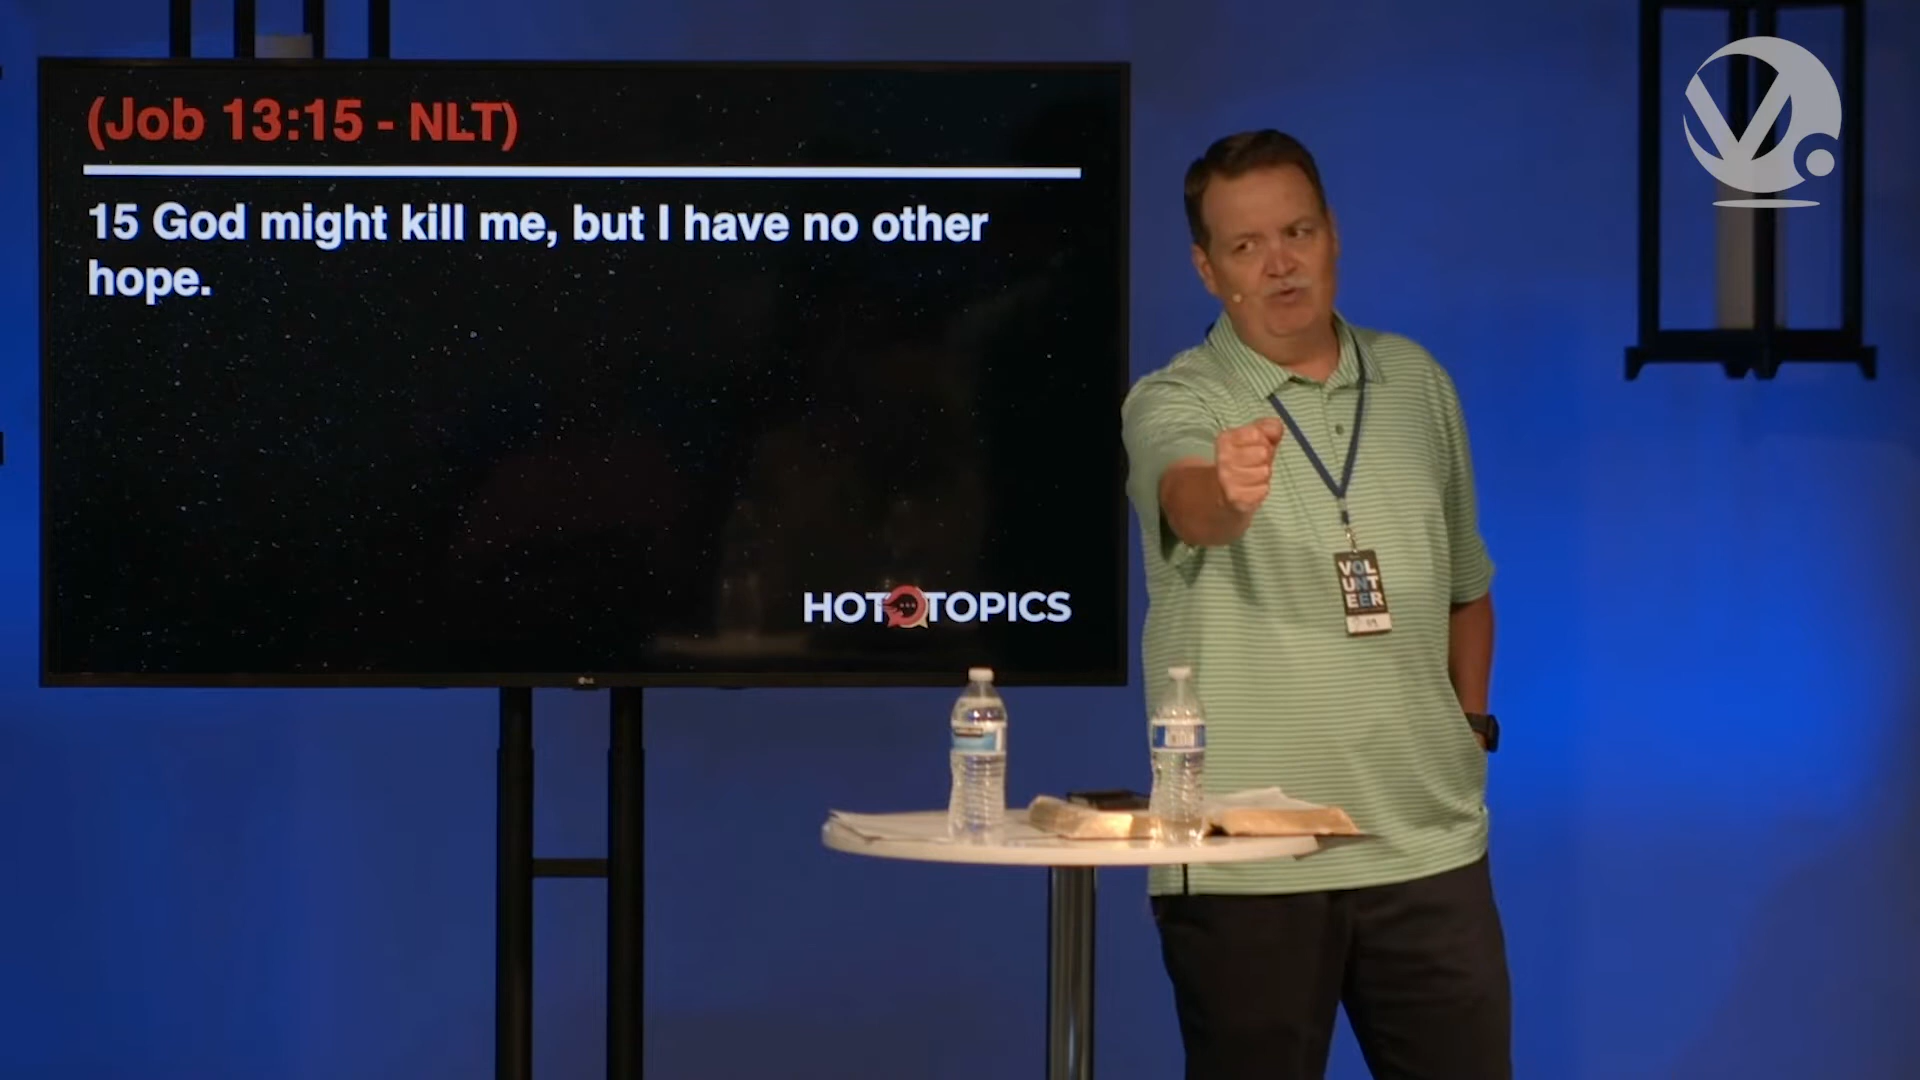 (Job 13:15 - NLT)
15 God might kill me, but I have no other
hope.
HOT TOPICS
LG
VOL
UNT
EER